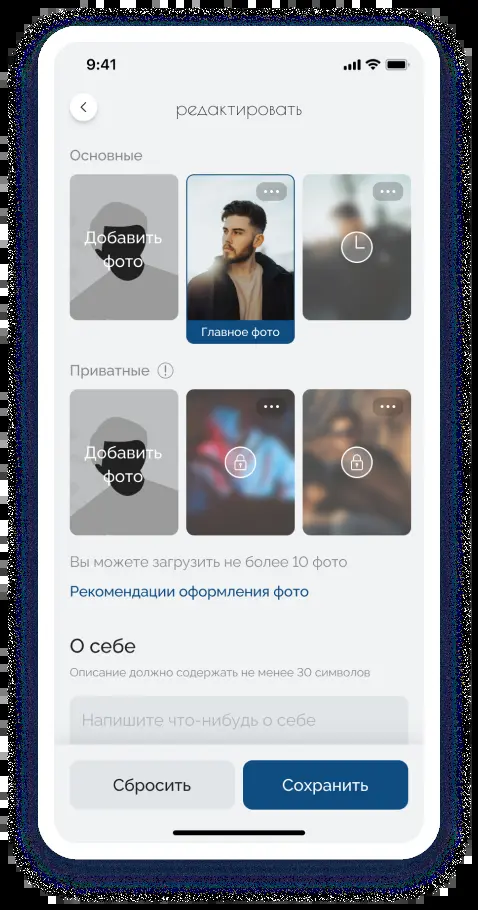 9:41
редактировать
Основные
Добавить
фото
Главное фото
Приватные
Добавить
фото
Вы можете загрузить не более 10 фото
Рекомендации оформления фото
О себе
Описание должно содержать не менее 30 символов
Напишите что-нибудь о себе
Сбросить
Сохранить